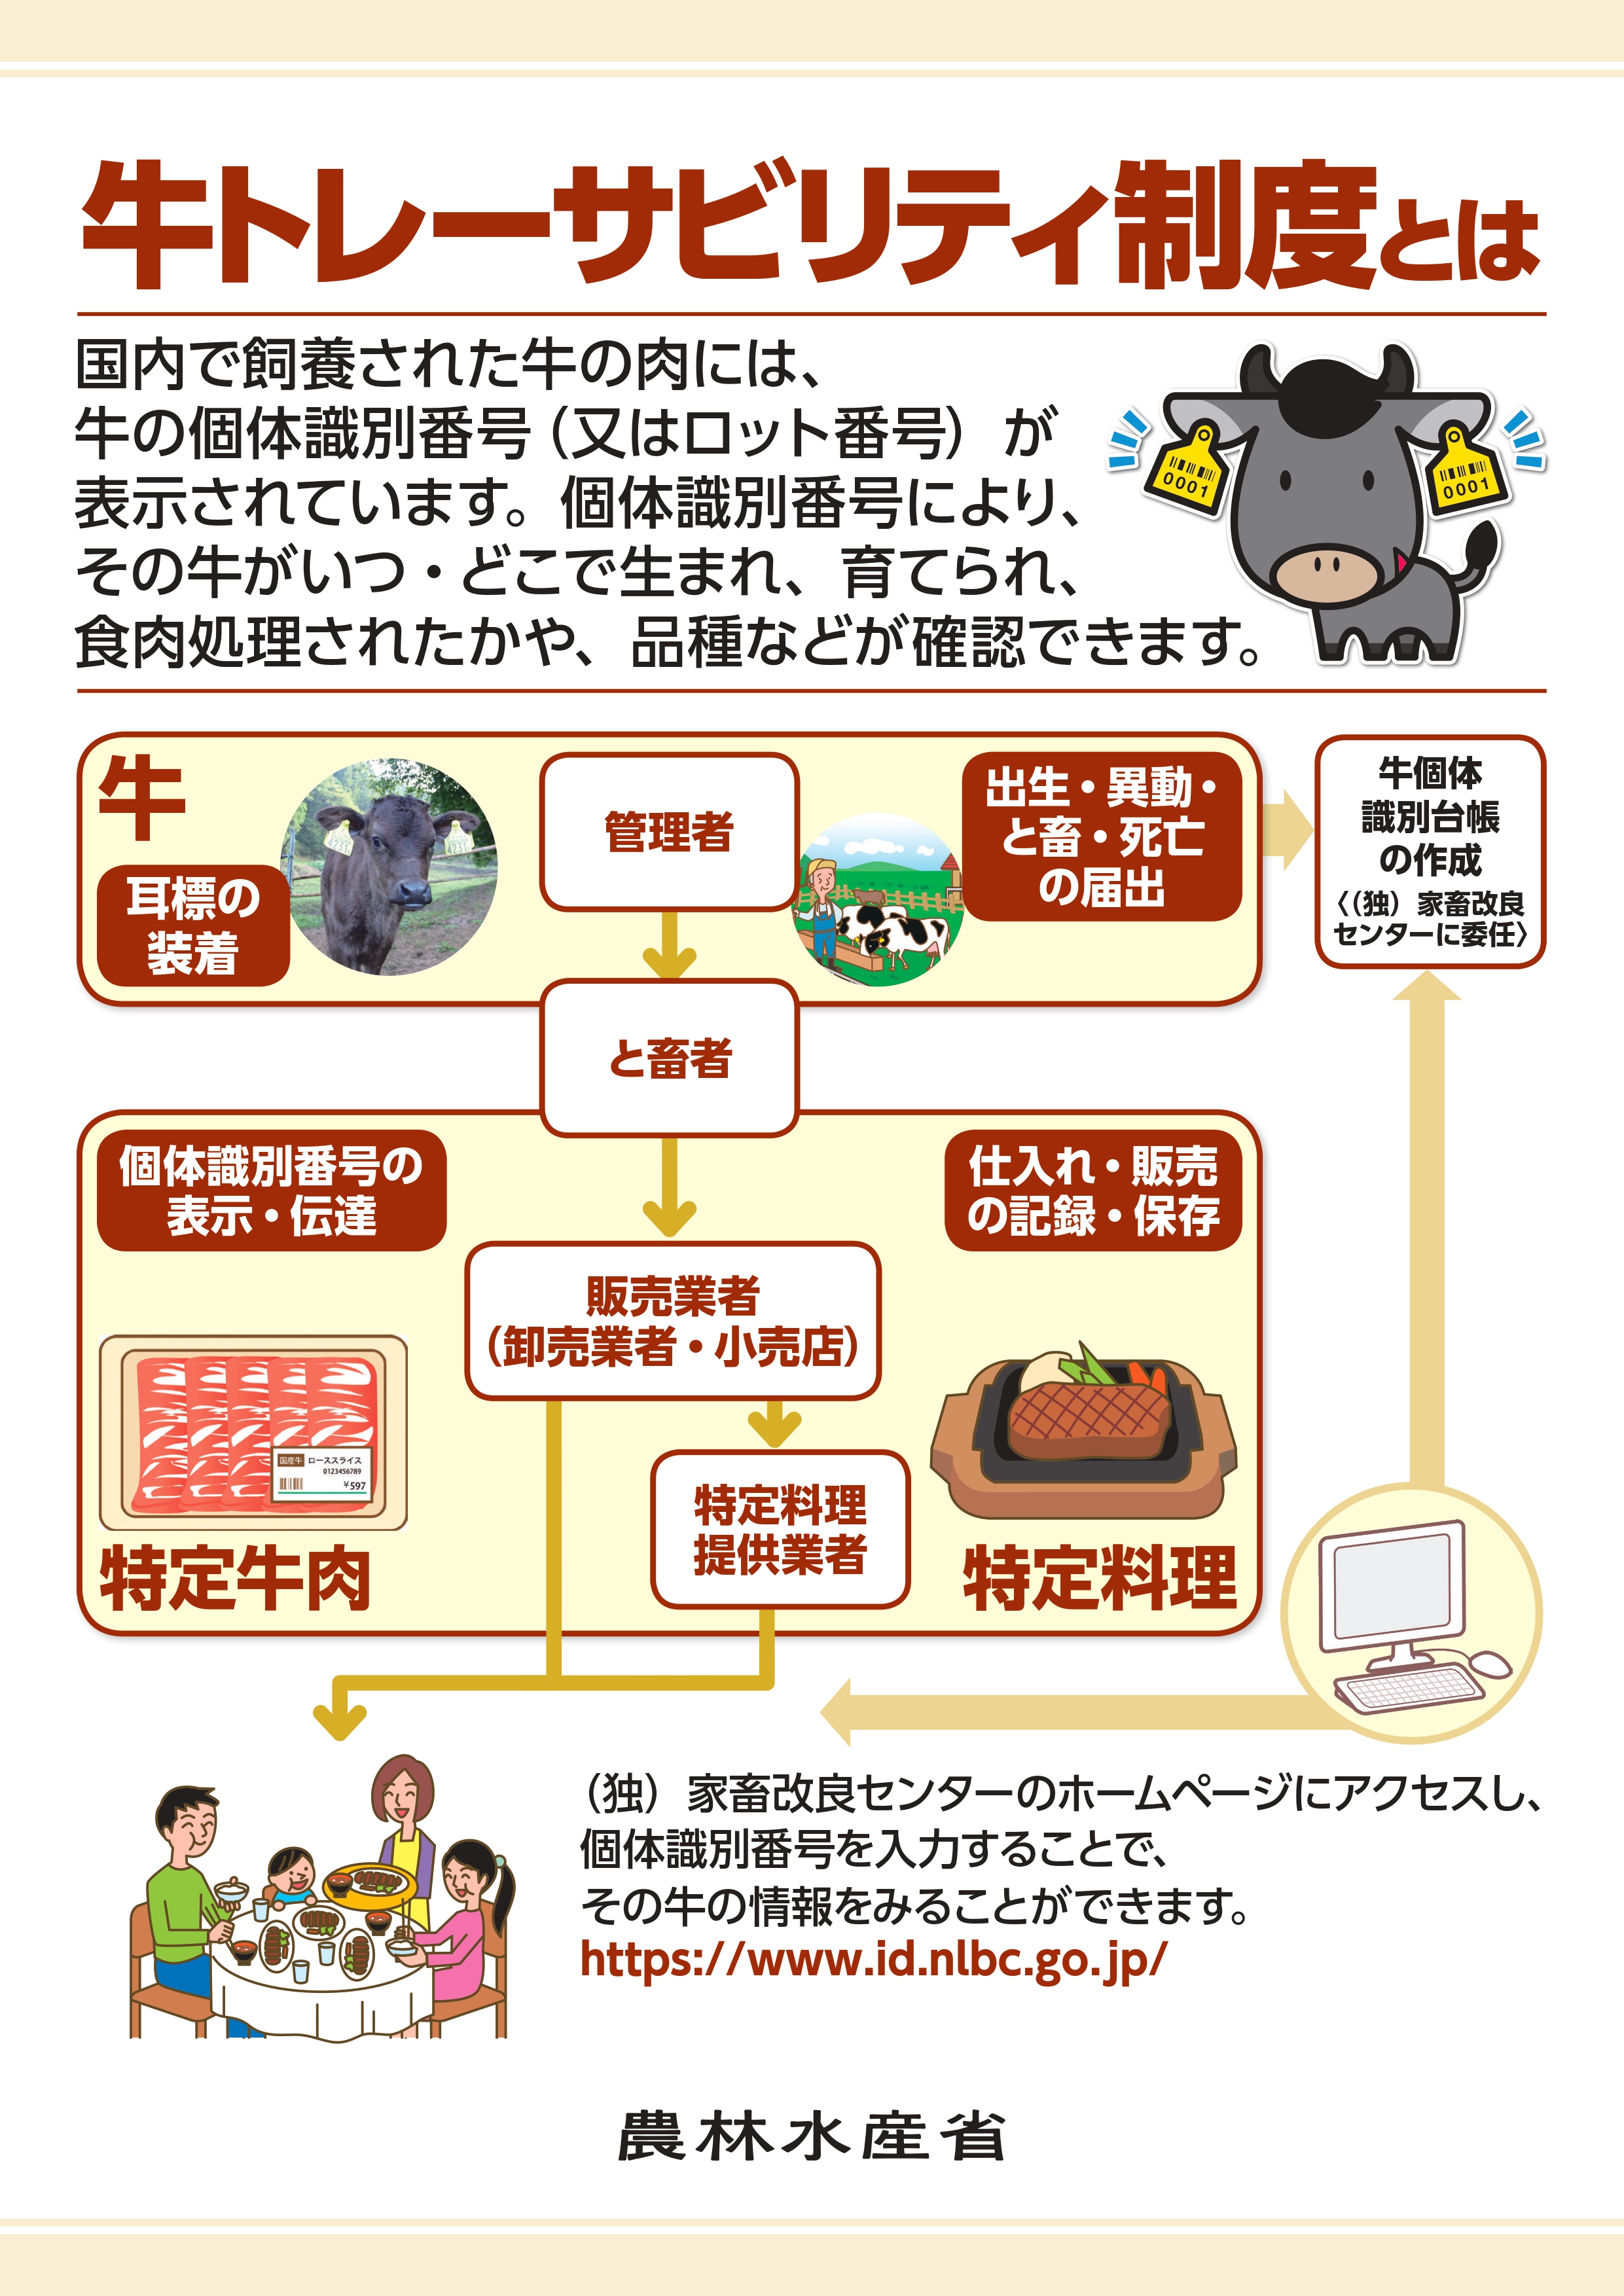 牛トレーサビリティ制度とは
国内で飼養された牛の肉には、
牛の個体識別番号（又はロット番号）が
表示されています。個体識別番号により、
その牛がいつ・どこで生まれ、育てられ、
食肉処理されたかや、品種などが確認できます。
0001
0001
牛
耳標の
装着
管理者
出生・異動・
と畜・死亡
の届出
牛個体
識別台帳
の作成
〈（独）家畜改良
センターに委任〉
と畜者
個体識別番号の
表示・伝達
仕入れ・販売
の記録・保存
販売業者
（卸売業者・小売店）
国産牛 ローススライス
0123456789
￥597
特定料理
提供業者
特定牛肉
特定料理
（独）家畜改良センターのホームページにアクセスし、
個体識別番号を入力することで、
その牛の情報をみることができます。
https://www.id.nlbc.go.jp/
農林水産省